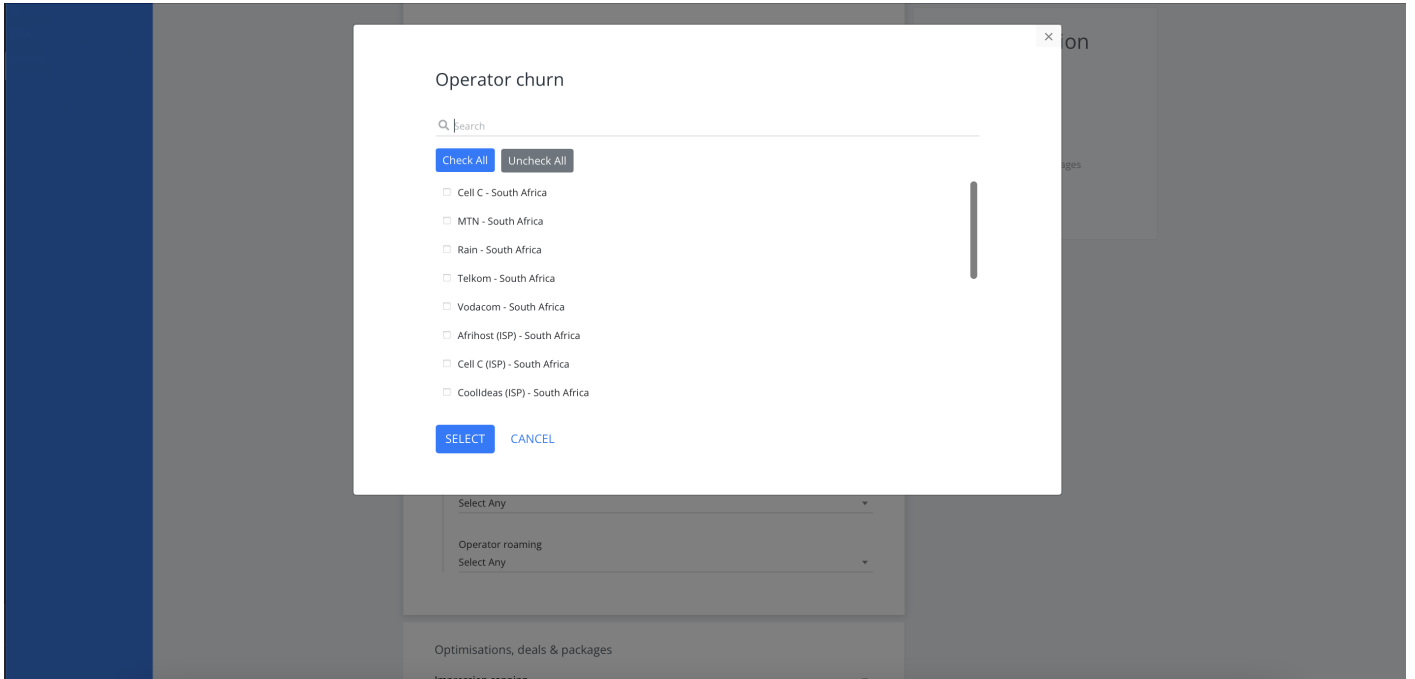 ×
ion
Operator churn
Search
Check All
Uncheck All
ages
Cell C - South Africa
MTN - South Africa
Rain - South Africa
Telkom - South Africa
Vodacom - South Africa
Afrihost (ISP) - South Africa
Cell C (ISP) - South Africa
CoolIdeas (ISP) - South Africa
SELECT
CANCEL
Select Any
Operator roaming
Select Any
Optimisations, deals & packages